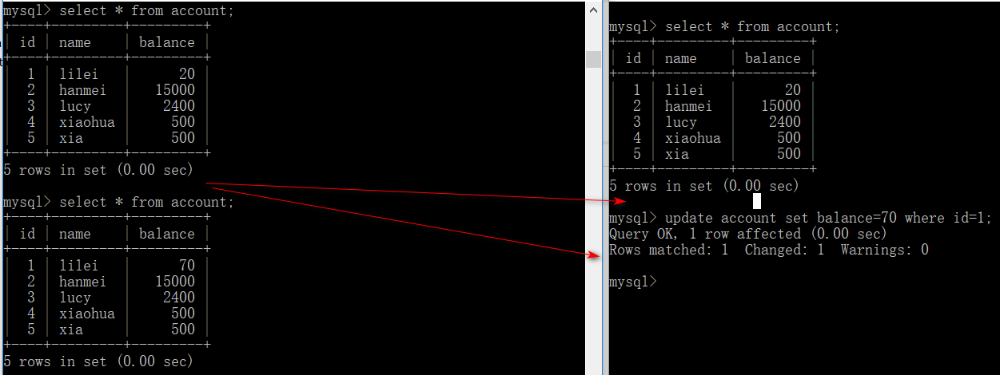 mysql> select * from account;
+----+---------+---------+
| id | name    | balance |
+----+---------+---------+
|  1 | lilei   |      20 |
|  2 | hanmei  |   15000 |
|  3 | lucy    |    2400 |
|  4 | xiaohua |     500 |
|  5 | xia     |     500 |
+----+---------+---------+
5 rows in set (0.00 sec)
mysql> select * from account;
+----+---------+---------+
| id | name    | balance |
+----+---------+---------+
|  1 | lilei   |      70 |
|  2 | hanmei  |   15000 |
|  3 | lucy    |    2400 |
|  4 | xiaohua |     500 |
|  5 | xia     |     500 |
+----+---------+---------+
5 rows in set (0.00 sec)
mysql> select * from account;
+----+---------+---------+
| id | name    | balance |
+----+---------+---------+
|  1 | lilei   |      20 |
|  2 | hanmei  |   15000 |
|  3 | lucy    |    2400 |
|  4 | xiaohua |     500 |
|  5 | xia     |     500 |
+----+---------+---------+
5 rows in set (0.00 sec)
mysql> update account set balance=70 where id=1;
Query OK, 1 row affected (0.00 sec)
Rows matched: 1  Changed: 1  Warnings: 0
mysql>